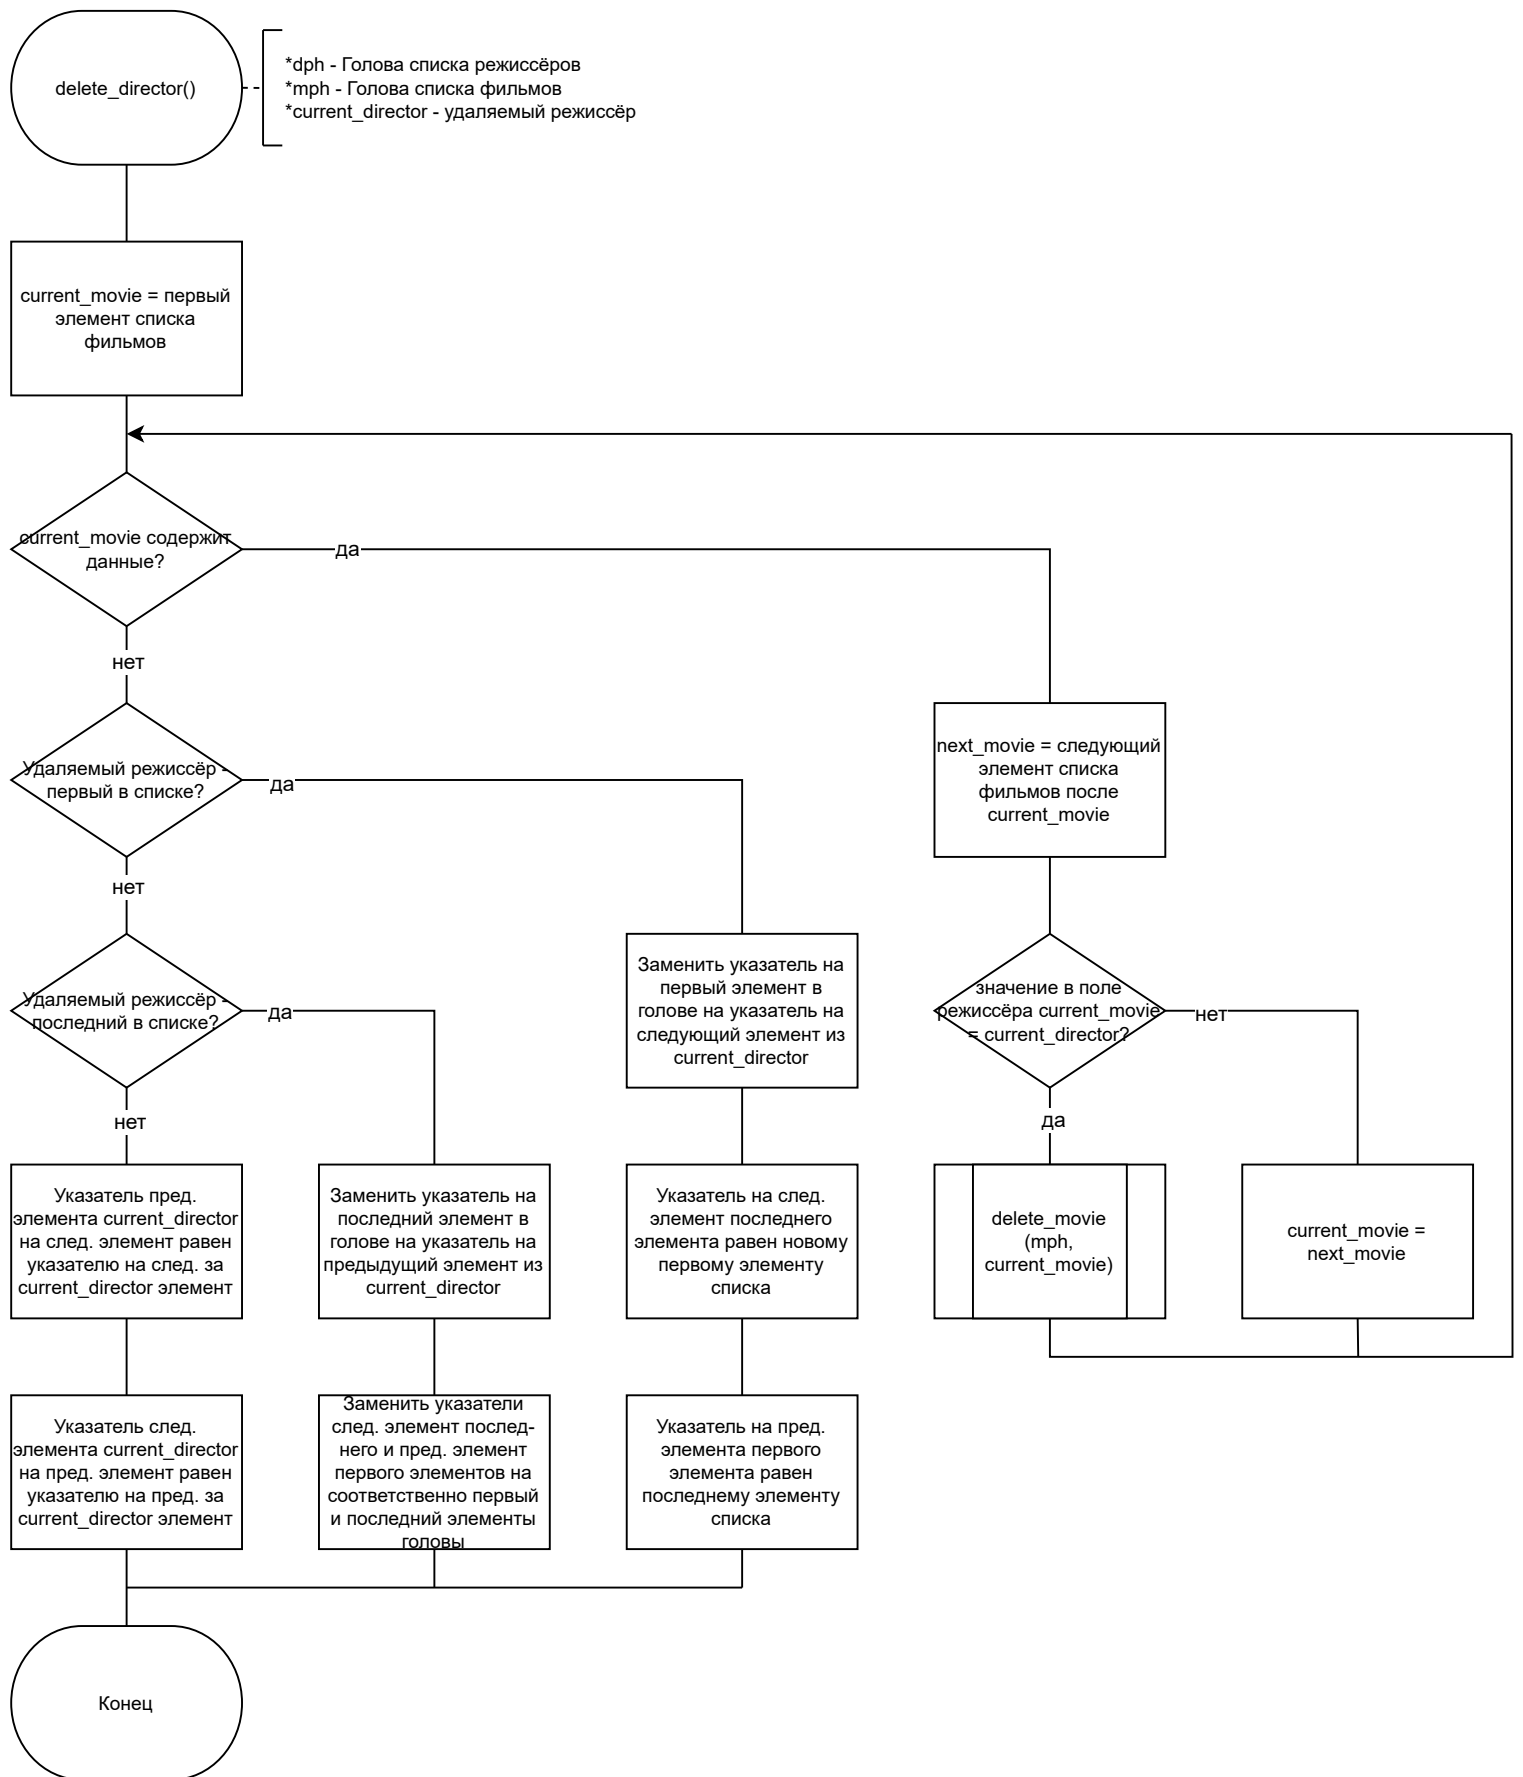 delete_director()
*dph - Голова списка режиссёров
*mph - Голова списка фильмов
*current_director - удаляемый режиссёр
current_movie = первый
элемент списка
фильмов
current_movie содержит
данные?
да
нет
Удаляемый режиссёр -
первый в списке?
да
next_movie = следующий
элемент списка
фильмов после
current_movie
нет
Удаляемый режиссёр -
последний в списке?
да
Заменить указатель на
первый элемент в
голове на указатель на
следующий элемент из
current_director
значение в поле
режиссёра current_movie
= current_director?
нет
нет
да
Указатель пред.
элемента current_director
на след. элемент равен
указателю на след. за
current_director элемент
Заменить указатель на
последний элемент в
голове на указатель на
предыдущий элемент из
current_director
Указатель на след.
элемент последнего
элемента равен новому
первому элементу
списка
delete_movie
(mph,
current_movie)
current_movie =
next_movie
Указатель след.
элемента current_director
на пред. элемент равен
указателю на пред. за
current_director элемент
Заменить указатели
след. элемент послед-
него и пред. элемент
первого элементов на
соответственно первый
и последний элементы
головы
Указатель на пред.
элемента первого
элемента равен
последнему элементу
списка
Конец